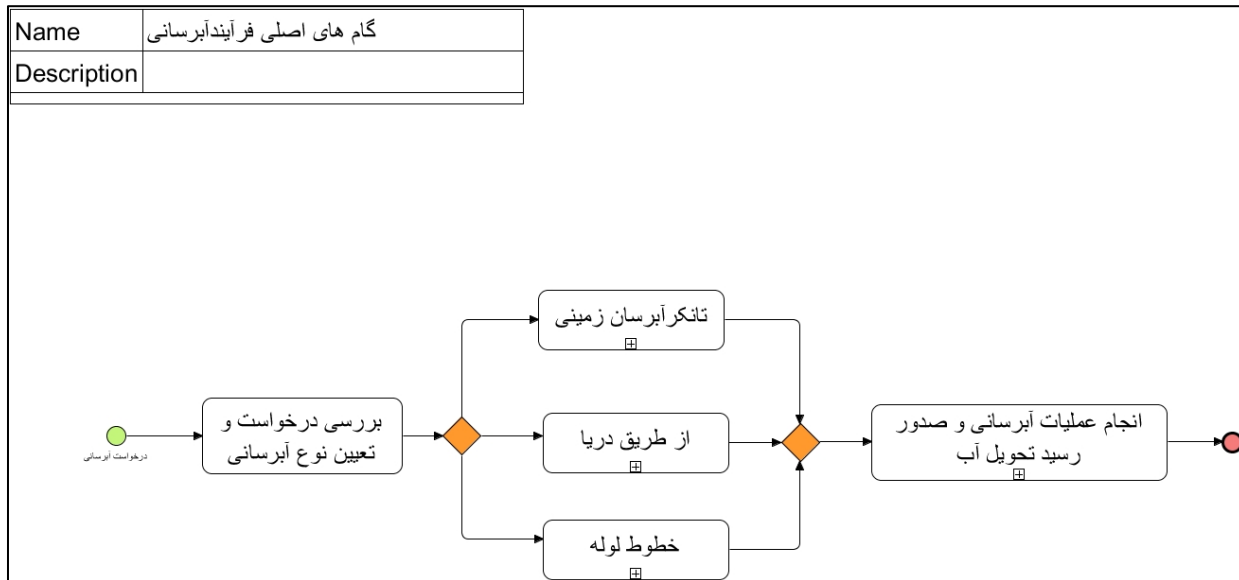 Name
گام های اصلی فرآیندآبرسانی
Description
تانکرآبرسان زمینی
درخواست آبرسانی
بررسی درخواست و
تعیین نوع آبرسانی
از طریق دریا
انجام عملیات آبرسانی و صدور
رسید تحویل آب
خطوط لوله